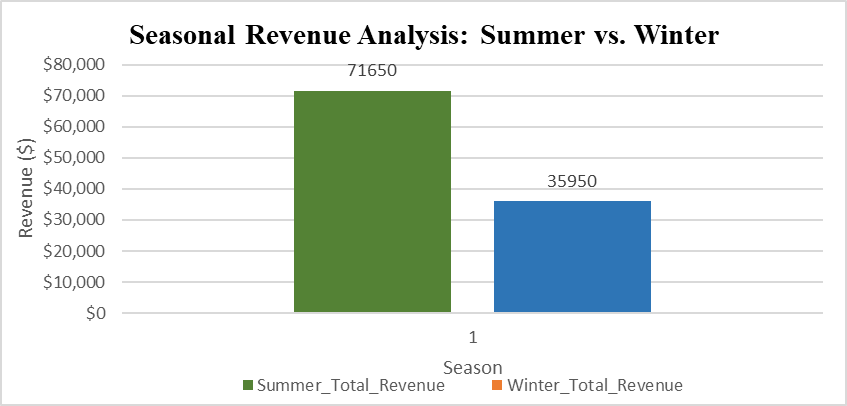 Seasonal Revenue Analysis: Summer vs. Winter
$80,000
$70,000
$60,000
$50,000
$40,000
$30,000
$20,000
$10,000
$0
Revenue ($)
71650
35950
1
Season
Summer_Total_Revenue
Winter_Total_Revenue